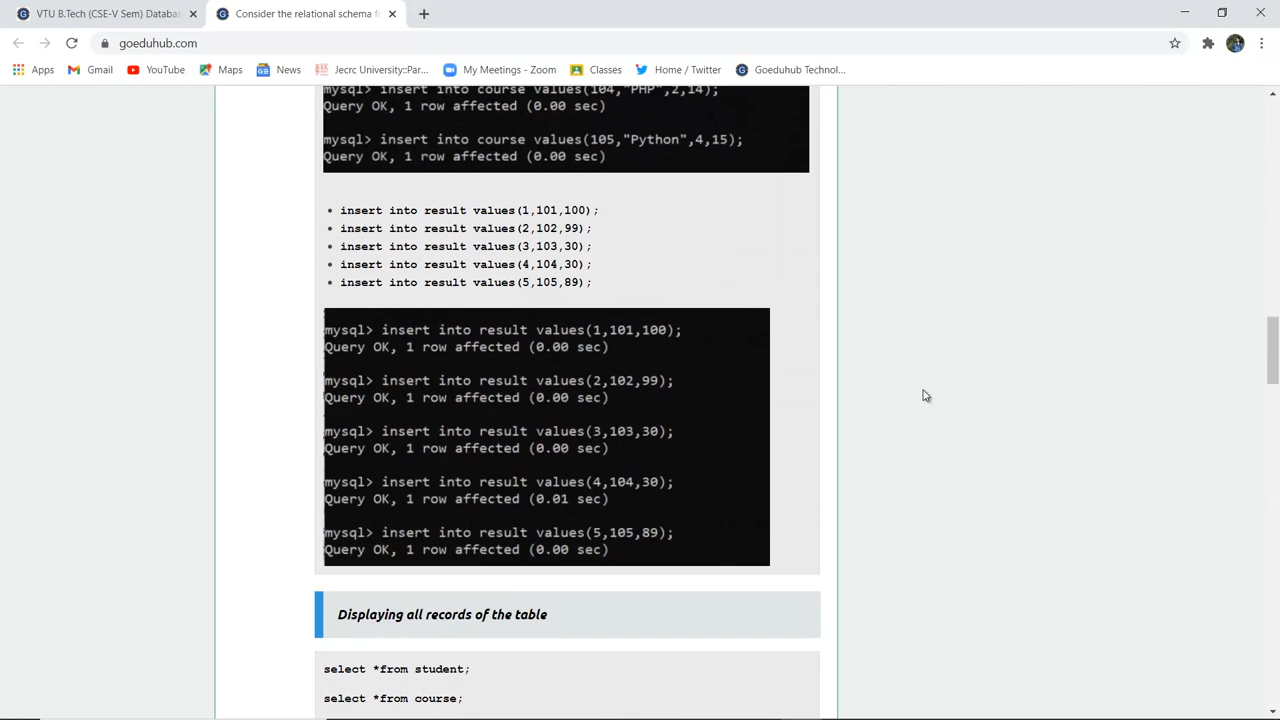 VTU B.Tech (CSE-V Sem) Databa
Consider the relational schema f
goeduhub.com
Apps
Gmail
YouTube
Maps
News
Jecrc University::Par...
My Meetings - Zoom
Classes
Home / Twitter
Goeduhub Technol...
mysql> insert into course values(104,"PHP",2,14);
Query OK, 1 row affected (0.00 sec)
mysql> insert into course values(105,"Python",4,15);
Query OK, 1 row affected (0.00 sec)
• insert into result values(1,101,100);
• insert into result values(2,102,99);
• insert into result values(3,103,30);
• insert into result values(4,104,30);
• insert into result values(5,105,89);
mysql> insert into result values(1,101,100);
Query OK, 1 row affected (0.00 sec)
mysql> insert into result values(2,102,99);
Query OK, 1 row affected (0.00 sec)
mysql> insert into result values(3,103,30);
Query OK, 1 row affected (0.00 sec)
mysql> insert into result values(4,104,30);
Query OK, 1 row affected (0.01 sec)
mysql> insert into result values(5,105,89);
Query OK, 1 row affected (0.00 sec)
Displaying all records of the table
select *from student;
select *from course;